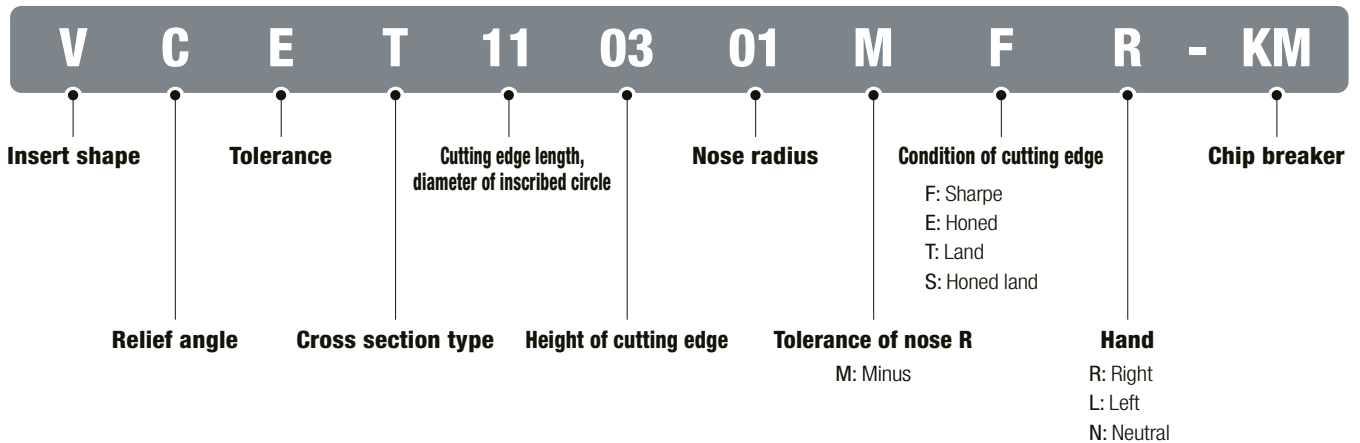 V C E T 11 03 01 M F R - KM
Insert shape
Tolerance
Cutting edge length,
diameter of inscribed circle
Nose radius
Condition of cutting edge
F: Sharpe
E: Honed
T: Land
S: Honed land
Chip breaker
Relief angle
Cross section type
Height of cutting edge
Tolerance of nose R
M: Minus
Hand
R: Right
L: Left
N: Neutral